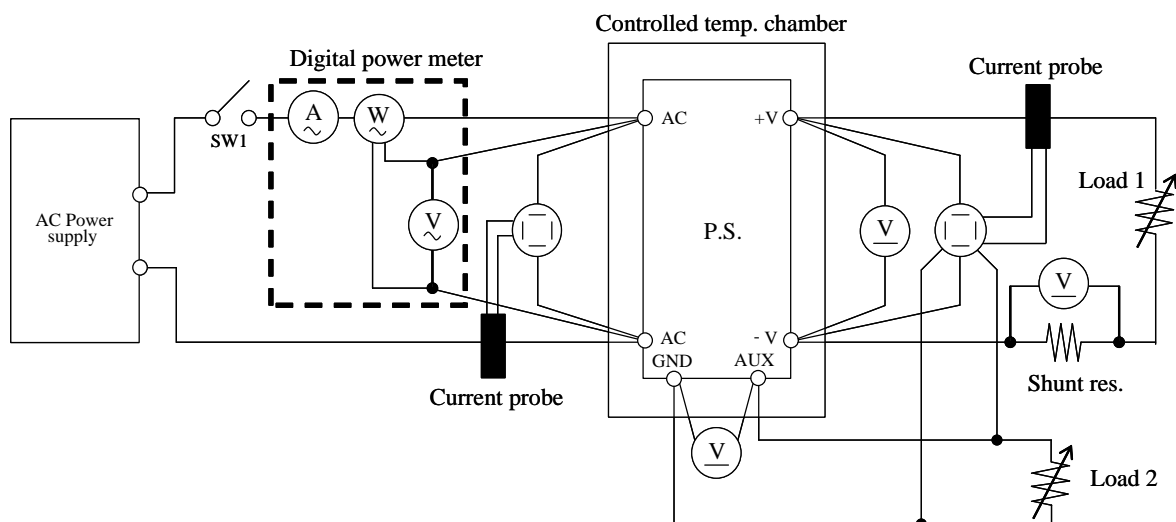 Controlled temp. chamber
Digital power meter
Current probe
A
W
SW1
AC
+V
Load 1
AC Power
supply
V
P.S.
V
V
AC
- V
GND
AUX
Shunt res.
Current probe
V
Load 2